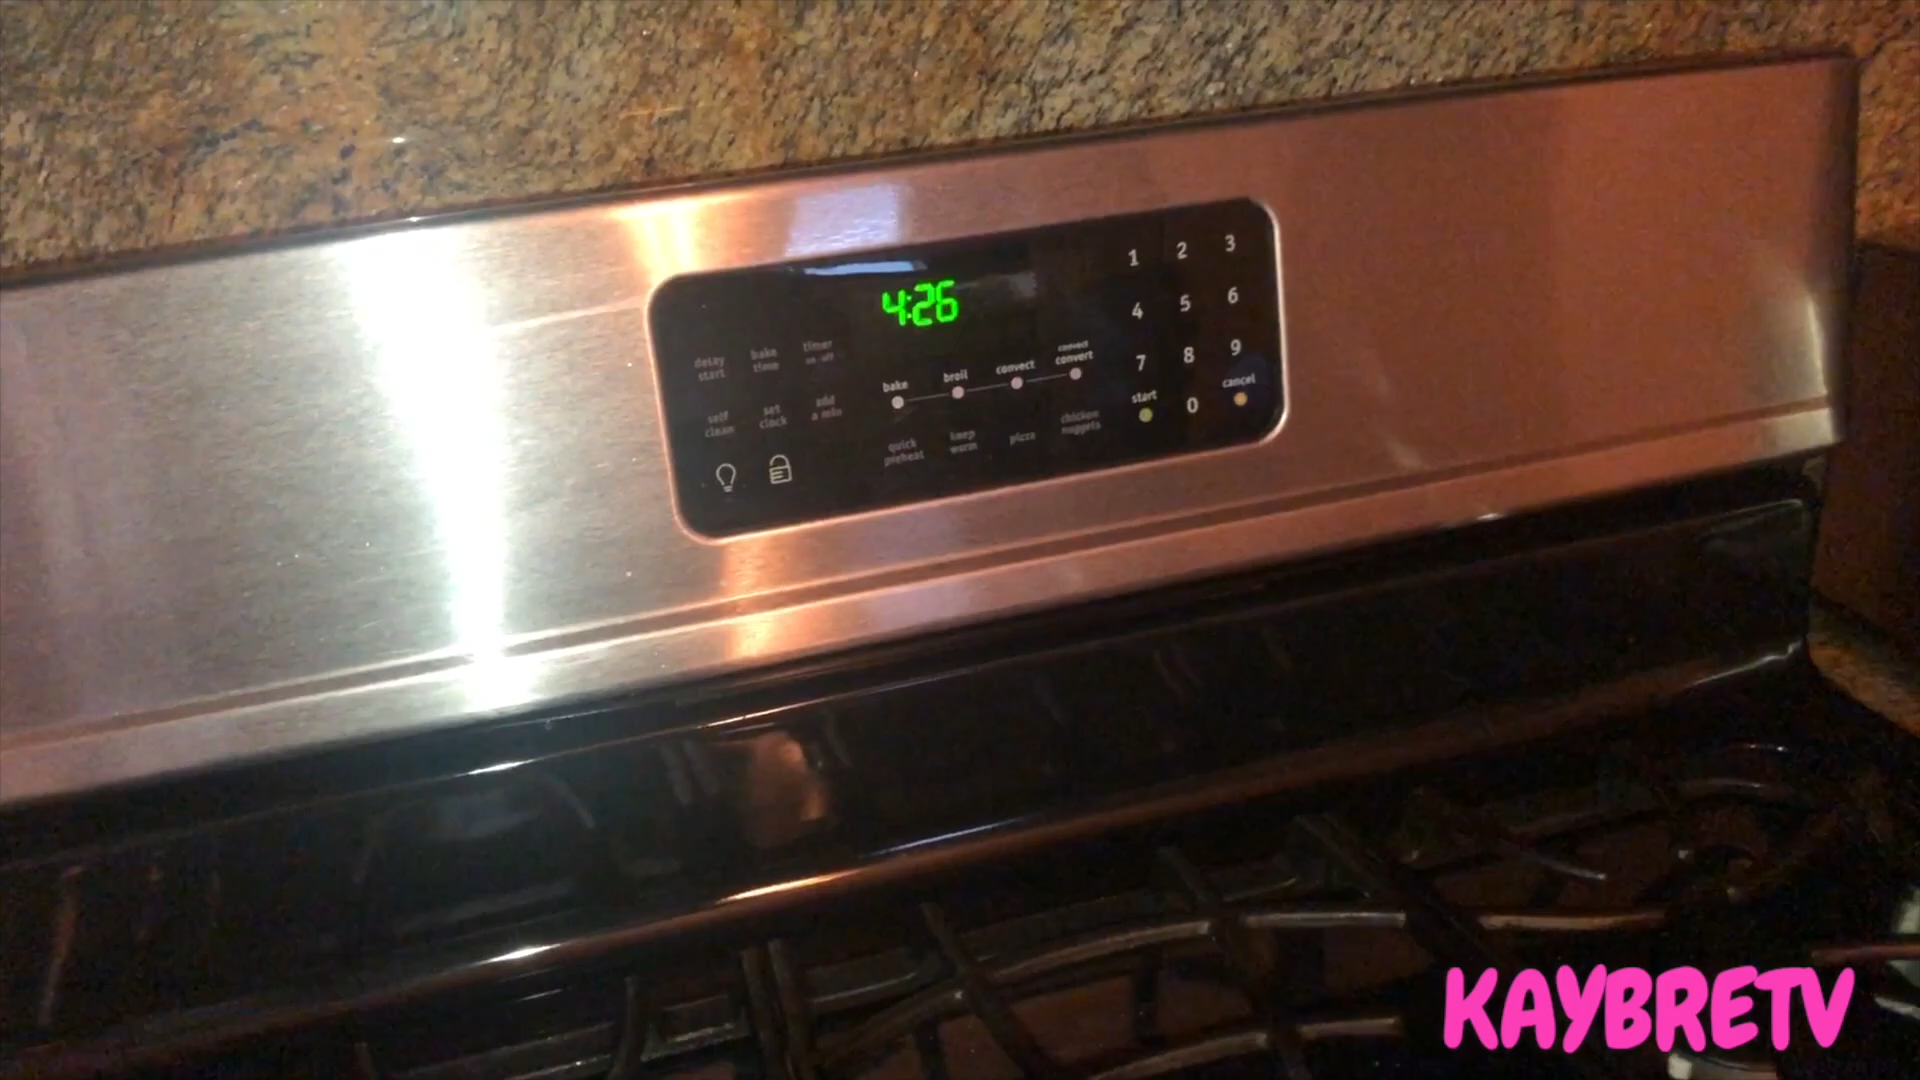 4:26
1 2 3
4 5 6
7 8 9
start 0 cancel
delay start
bake time
timer on·off
self clean
set clock
add a min
bake
broil
convect
convect convert
quick preheat
keep warm
pizza
chicken nuggets
KAYBRETV